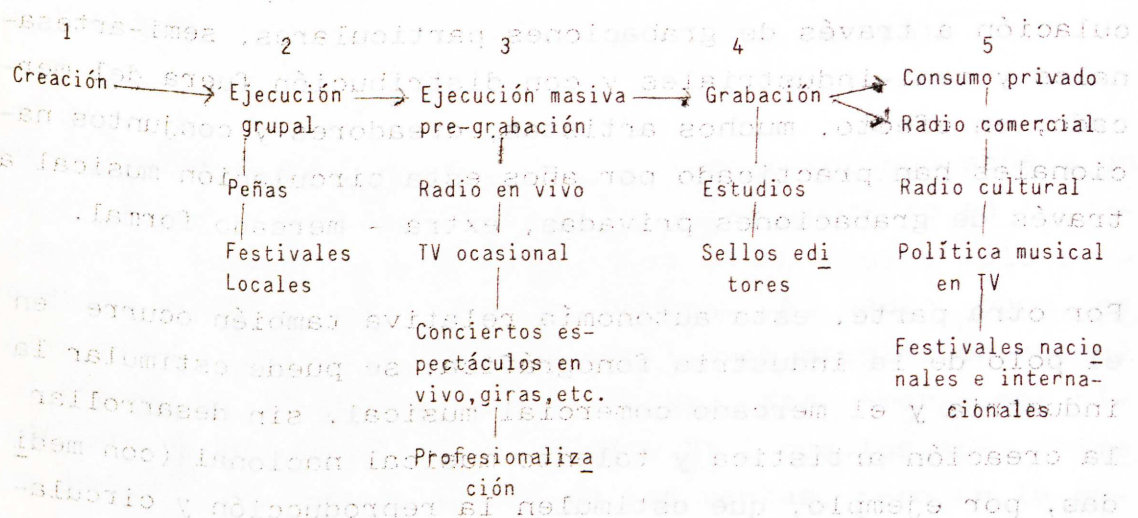 1 2 3 4 5
Creación Ejecución grupal Ejecución masiva pre-grabación Grabación Consumo privado
Radio comercial
Peñas Radio en vivo Estudios Radio cultural
Festivales Locales TV ocasional Sellos edi
tores Política musical
en TV
Conciertos es-
pectáculos en
vivo,giras,etc.
Festivales nacio
nales e interna-
cionales
Profesionaliza
ción